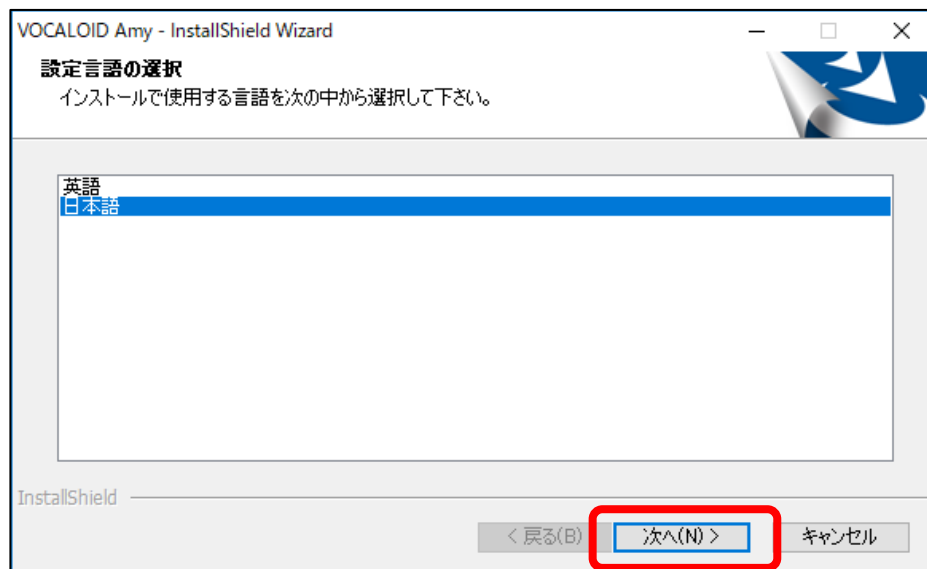 VOCALOID Amy - InstallShield Wizard
設定言語の選択
インストールで使用する言語を次の中から選択して下さい。
英語
日本語
InstallShield
< 戻る(B)
次へ(N) >
キャンセル